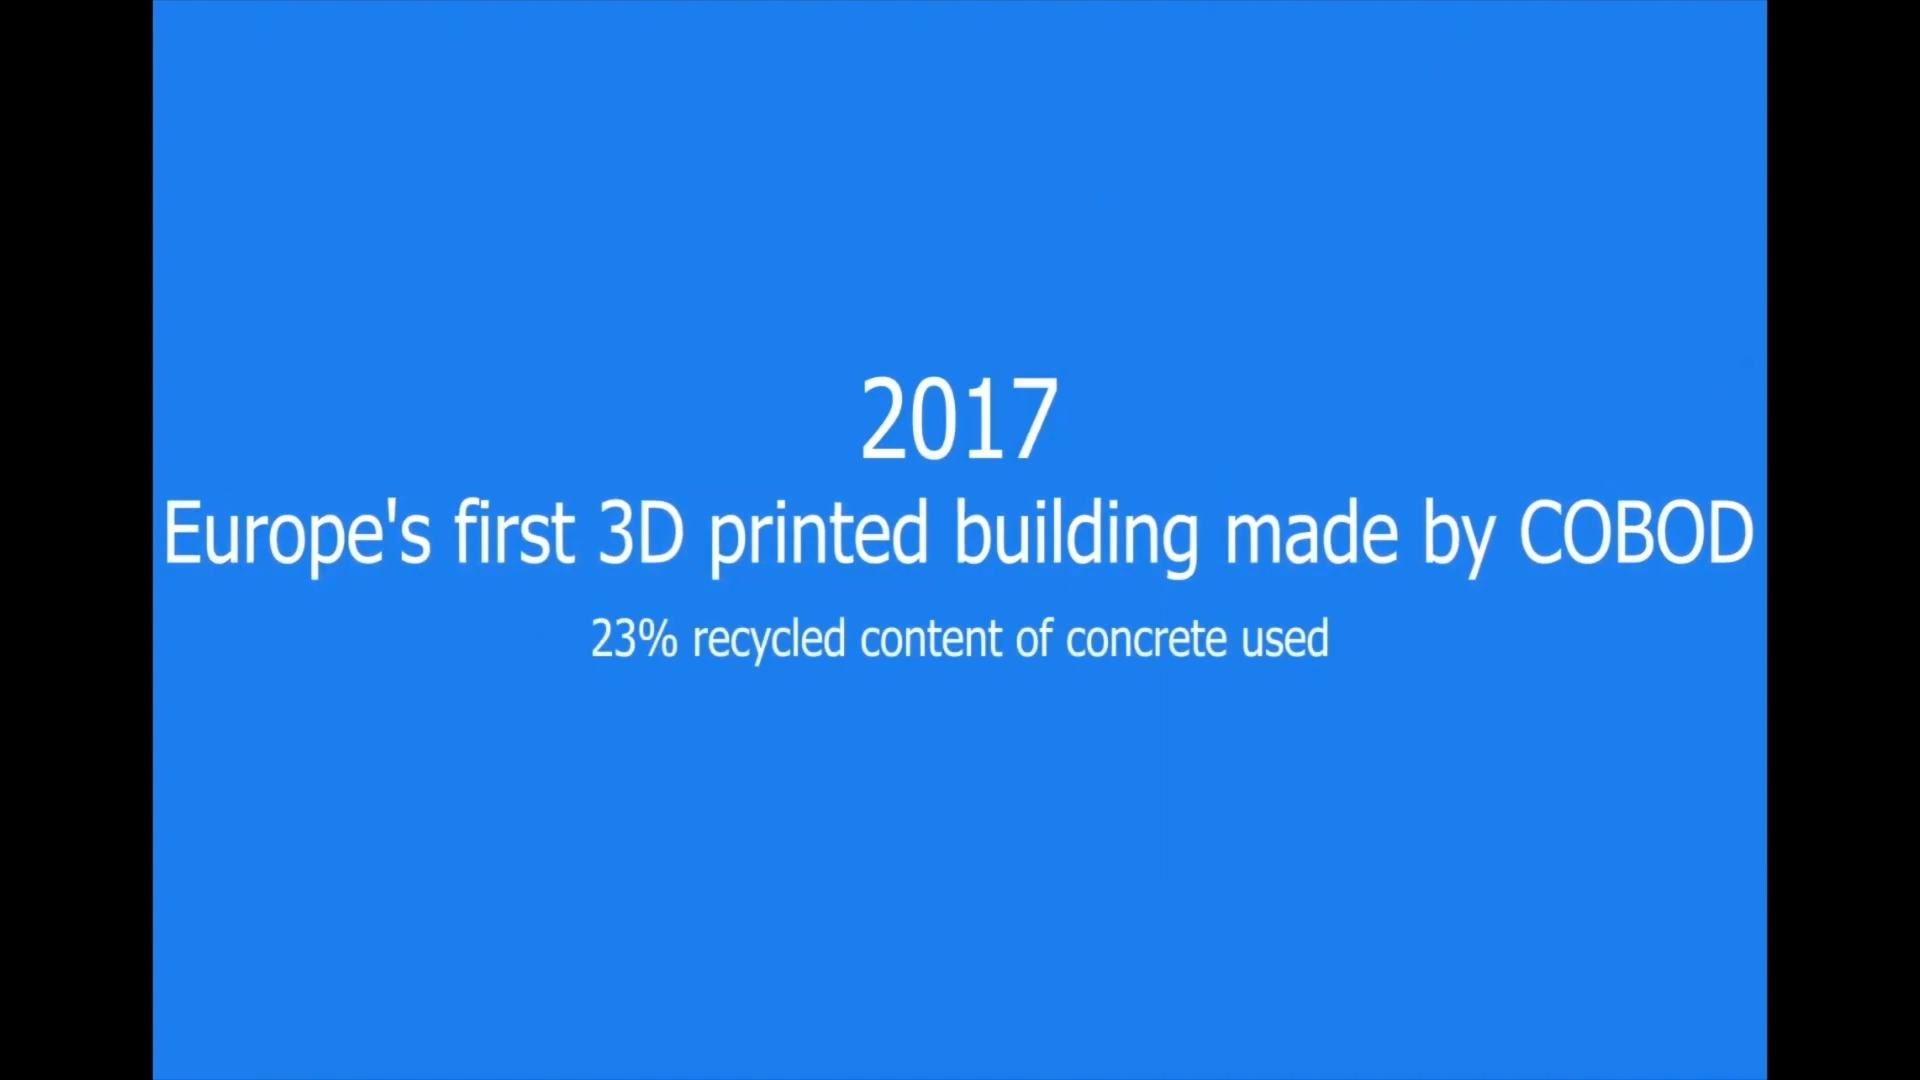 2017
Europe's first 3D printed building made by COBOD
23% recycled content of concrete used